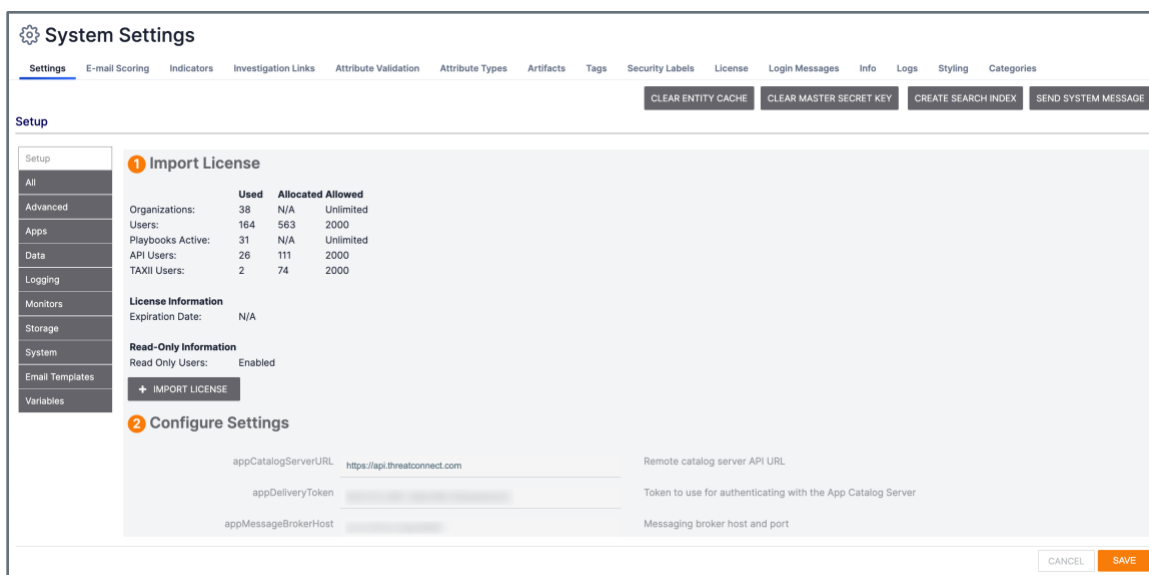 System Settings
Settings E-mail Scoring Indicators Investigation Links Attribute Validation Attribute Types Artifacts Tags Security Labels License Login Messages Info Logs Styling Categories
CLEAR ENTITY CACHE CLEAR MASTER SECRET KEY CREATE SEARCH INDEX SEND SYSTEM MESSAGE
Setup
Setup
All
Advanced
Apps
Data
Logging
Monitors
Storage
System
Email Templates
Variables
1 Import License
Used Allocated Allowed
Organizations: 38 N/A Unlimited
Users: 164 563 2000
Playbooks Active: 31 N/A Unlimited
API Users: 26 111 2000
TAXII Users: 2 74 2000
License Information
Expiration Date: N/A
Read-Only Information
Read Only Users: Enabled
+ IMPORT LICENSE
2 Configure Settings
appCatalogServerURL https://api.threatconnect.com Remote catalog server API URL
appDeliveryToken Token to use for authenticating with the App Catalog Server
appMessageBrokerHost Messaging broker host and port
CANCEL SAVE